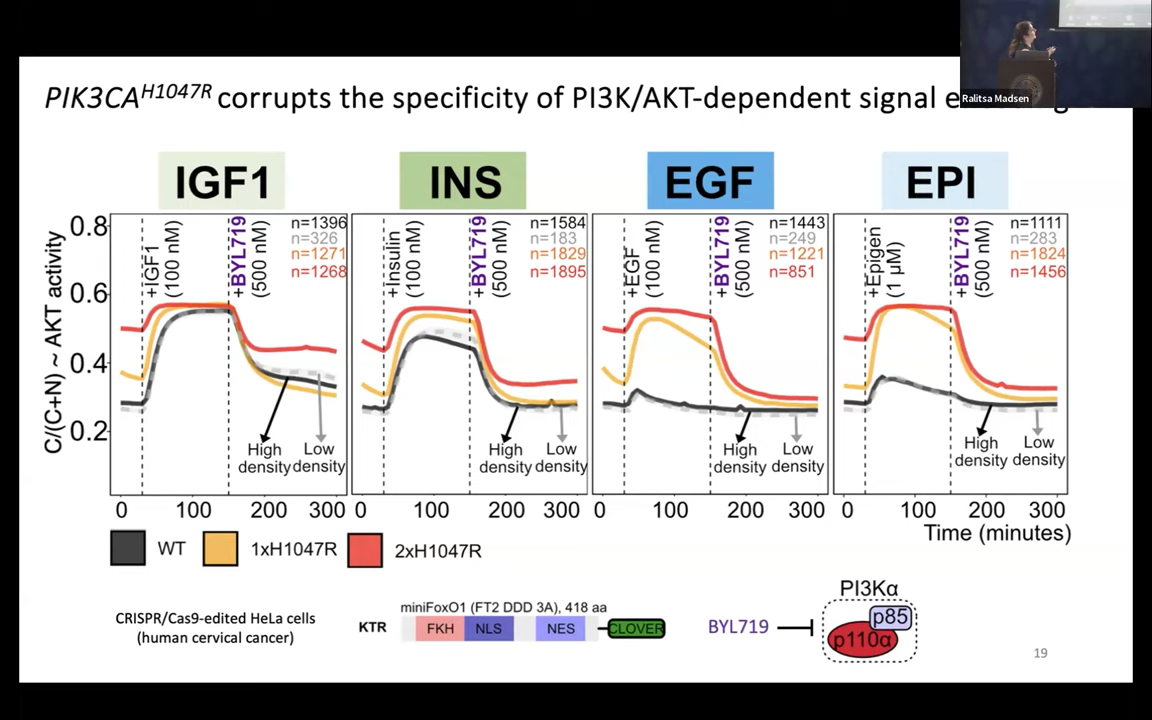 PIK3CA^H1047R corrupts the specificity of PI3K/AKT-dependent signal e
Ralitsa Madsen
IGF1
INS
EGF
EPI
C/(C+N) ~ AKT activity
0.8
0.6
0.4
0.2
+IGF1
(100 nM)
+BYL719
(500 nM)
n=1396
n=326
n=1271
n=1268
High
density
Low
density
+Insulin
(100 nM)
+BYL719
(500 nM)
n=1584
n=183
n=1829
n=1895
High
density
Low
density
+EGF
(100 nM)
+BYL719
(500 nM)
n=1443
n=249
n=1221
n=851
High
density
Low
density
+Epigen
(1 µM)
+BYL719
(500 nM)
n=1111
n=283
n=1824
n=1456
High
density
Low
density
0 100 200 300
0 100 200 300
0 100 200 300
0 100 200 300
Time (minutes)
WT
1xH1047R
2xH1047R
CRISPR/Cas9-edited HeLa cells
(human cervical cancer)
miniFoxO1 (FT2 DDD 3A), 418 aa
KTR
FKH
NLS
NES
CLOVER
BYL719
PI3Kα
p85
p110α
19